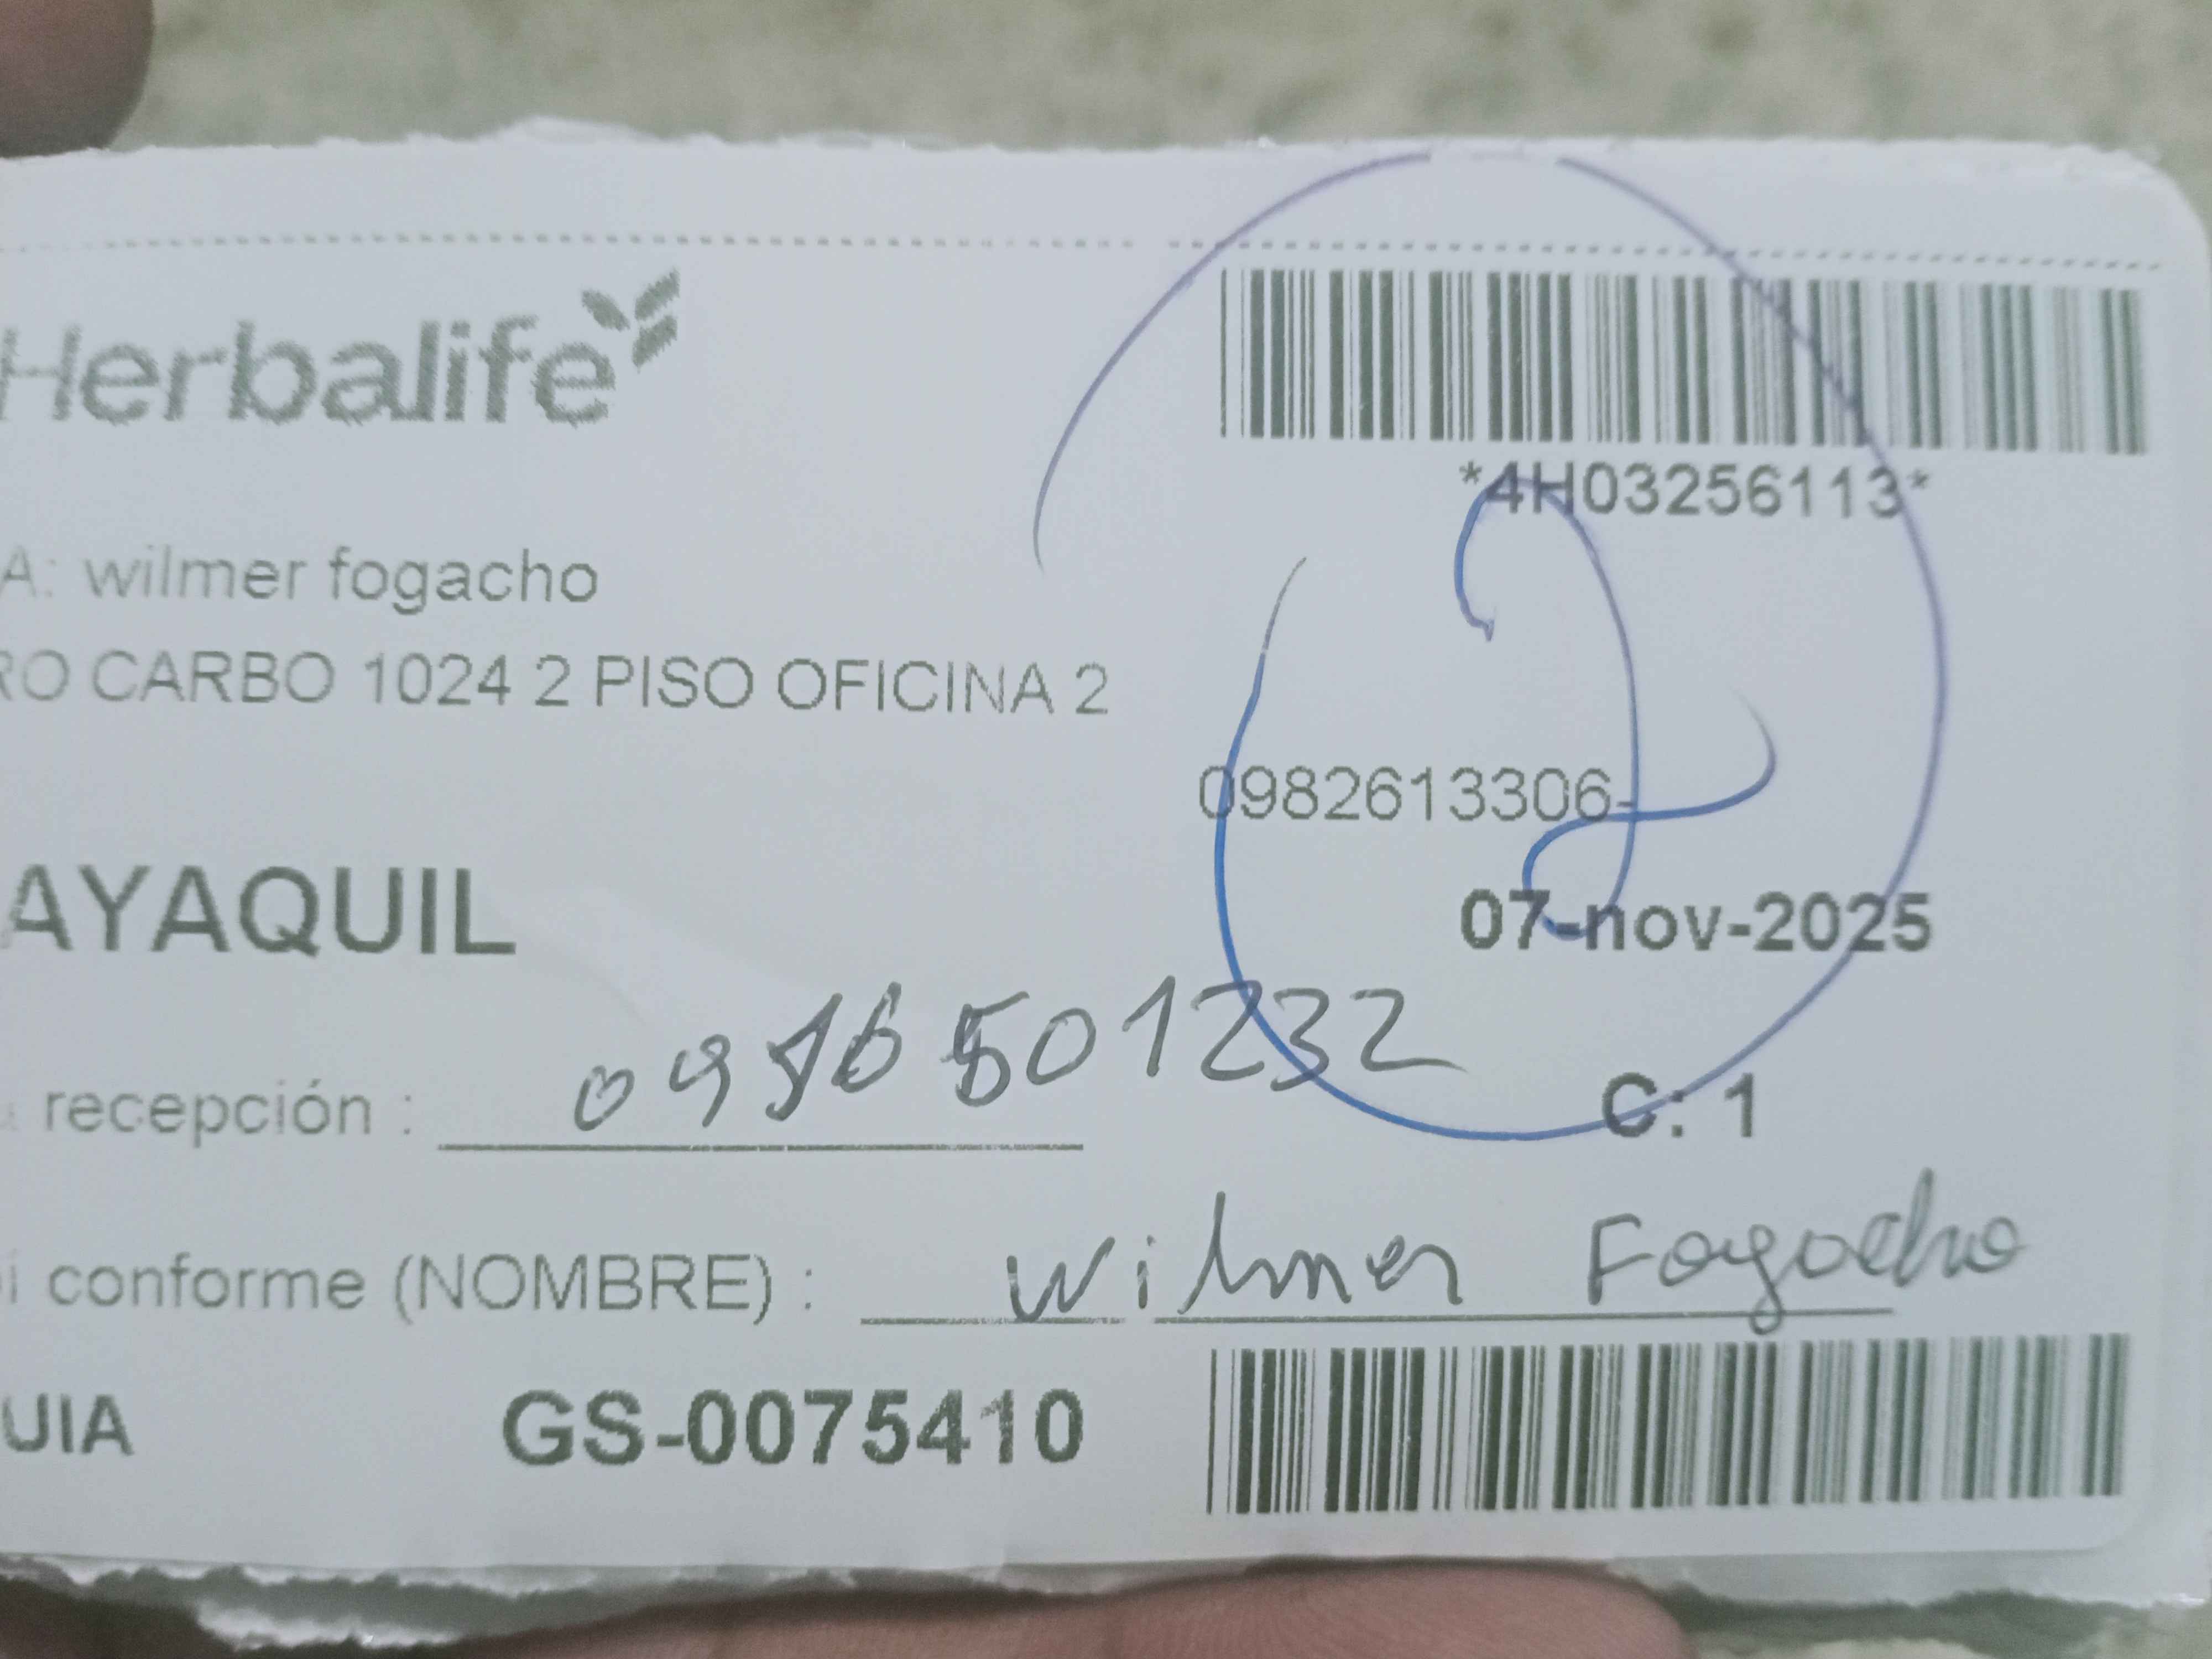 Herbalife
*4H03256113*
A: wilmer fogacho
RO CARBO 1024 2 PISO OFICINA 2
0982613306-
AYAQUIL
07-nov-2025
recepción : 0956501232
C: 1
i conforme (NOMBRE) : Wilmer Fogacho
UIA GS-0075410